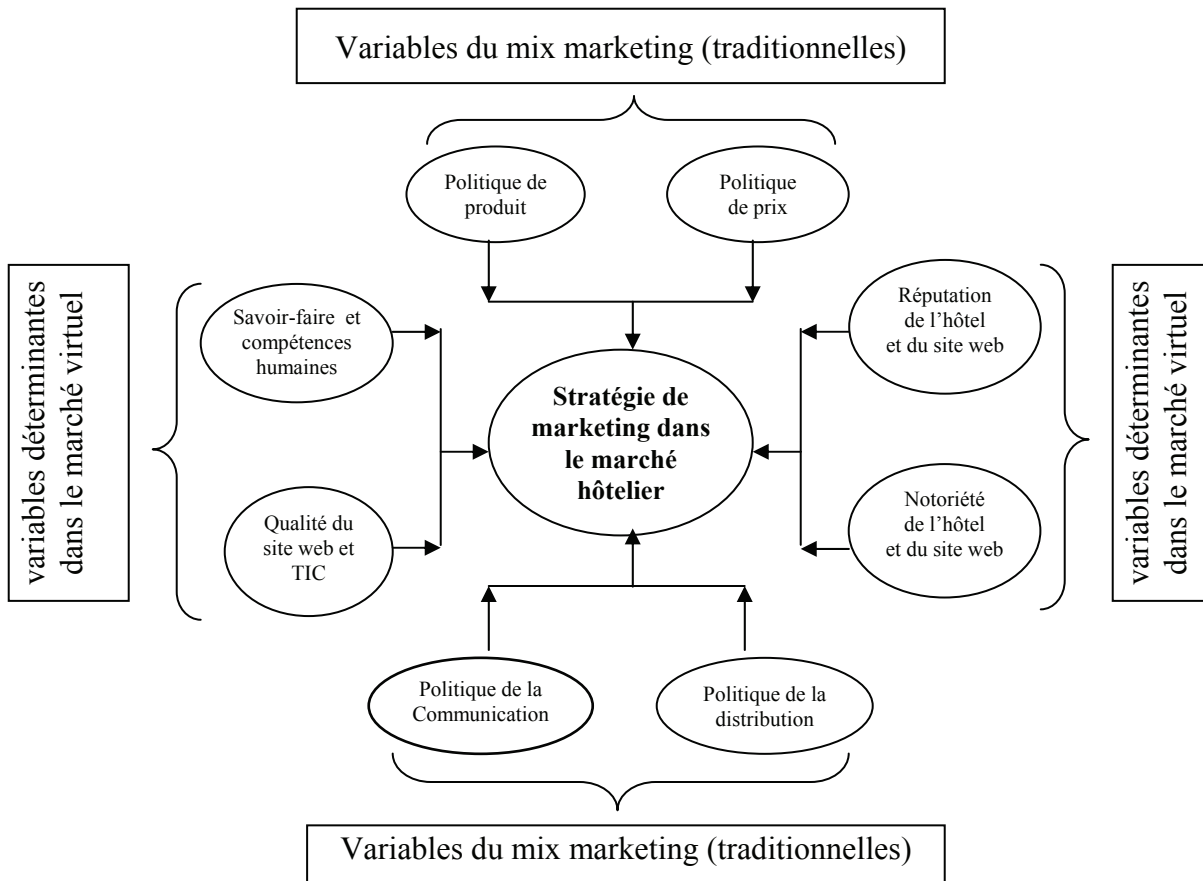 Variables du mix marketing (traditionnelles)
Politique de
produit
Politique
de prix
variables déterminantes
dans le marché virtuel
Savoir-faire et
compétences
humaines
Qualité du
site web et
TIC
Stratégie de
marketing dans
le marché
hôtelier
Réputation
de l’hôtel
et du site web
Notoriété
de l’hôtel
et du site web
variables déterminantes
dans le marché virtuel
Politique de la
Communication
Politique de la
distribution
Variables du mix marketing (traditionnelles)